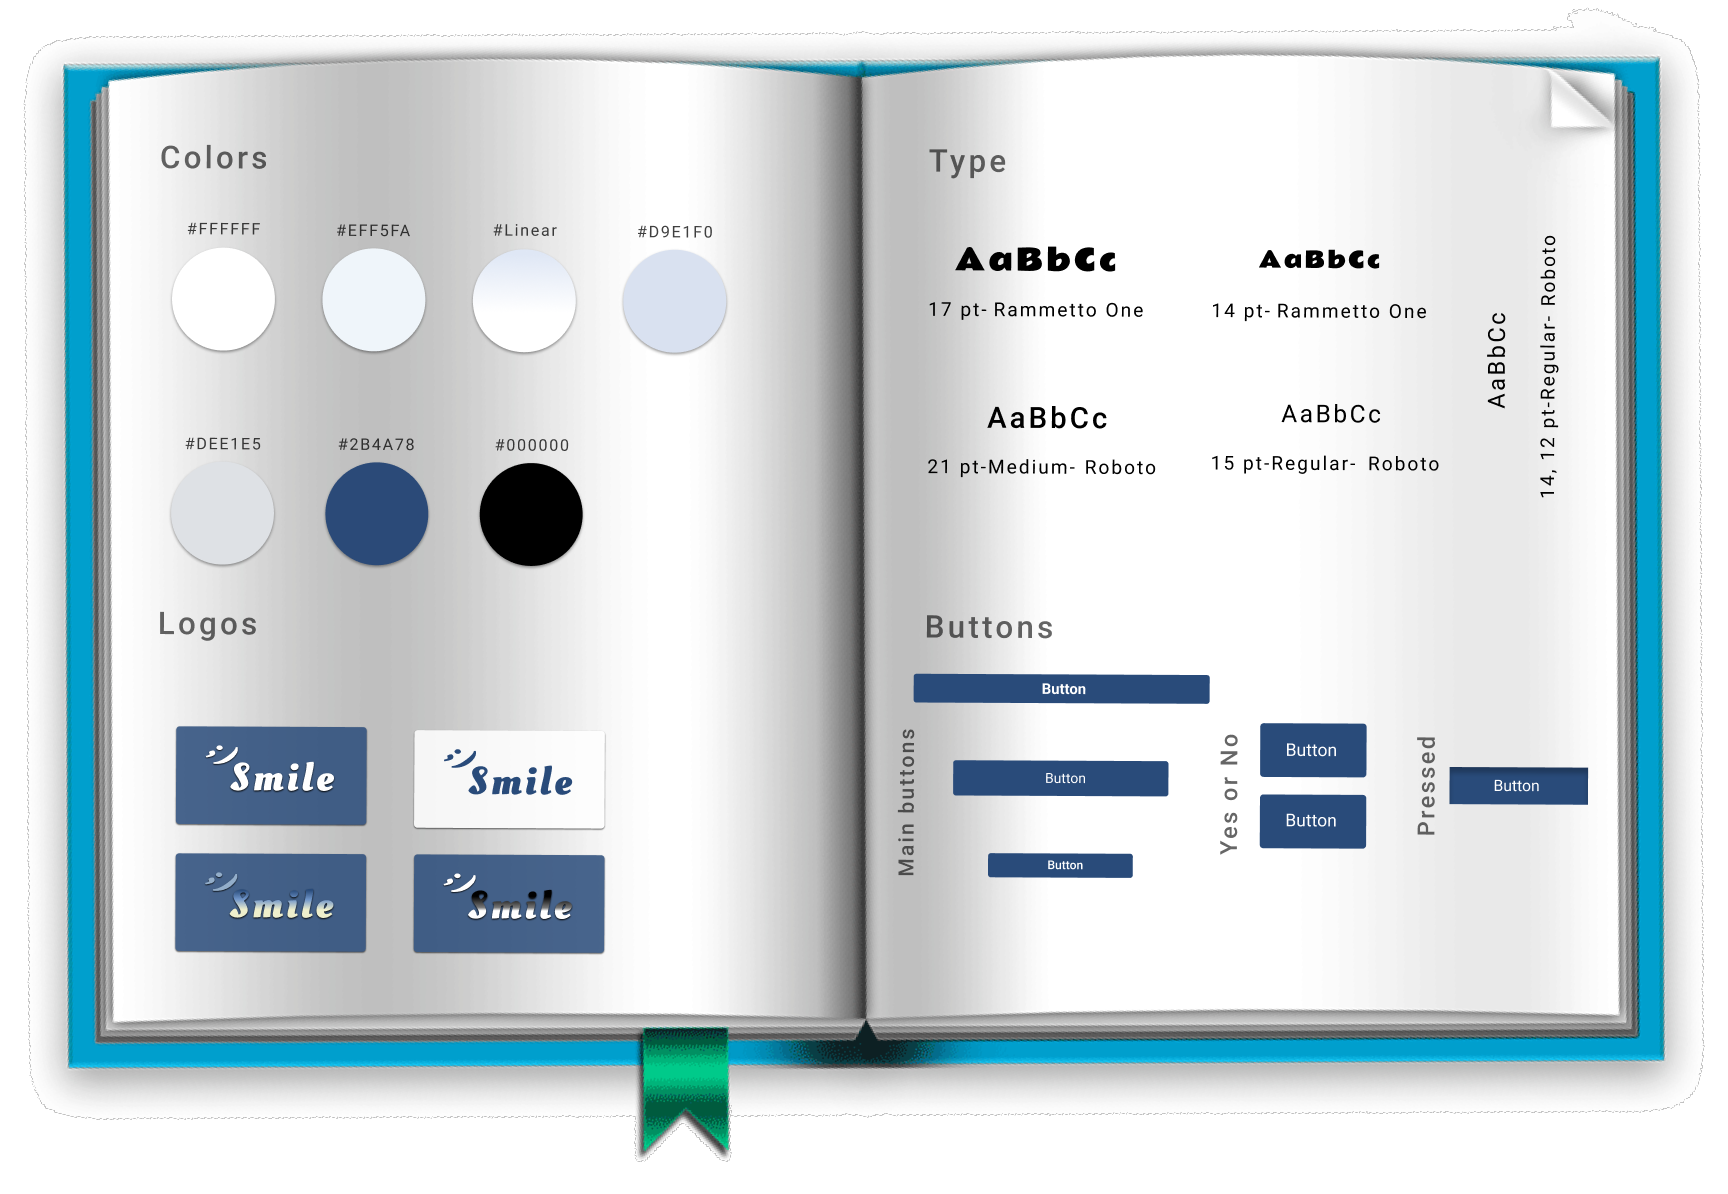 Colors
#FFFFFF
#EFF5FA
#Linear
#D9E1F0
#DEE1E5
#2B4A78
#000000
Logos
Smile
Smile
Smile
Smile
Type
AaBbCc
17 pt- Rammetto One
AaBbCc
14 pt- Rammetto One
AaBbCc
21 pt-Medium- Roboto
AaBbCc
15 pt-Regular- Roboto
AaBbCc
14, 12 pt-Regular- Roboto
Buttons
Main buttons
Button
Button
Button
Yes or No
Button
Button
Pressed
Button